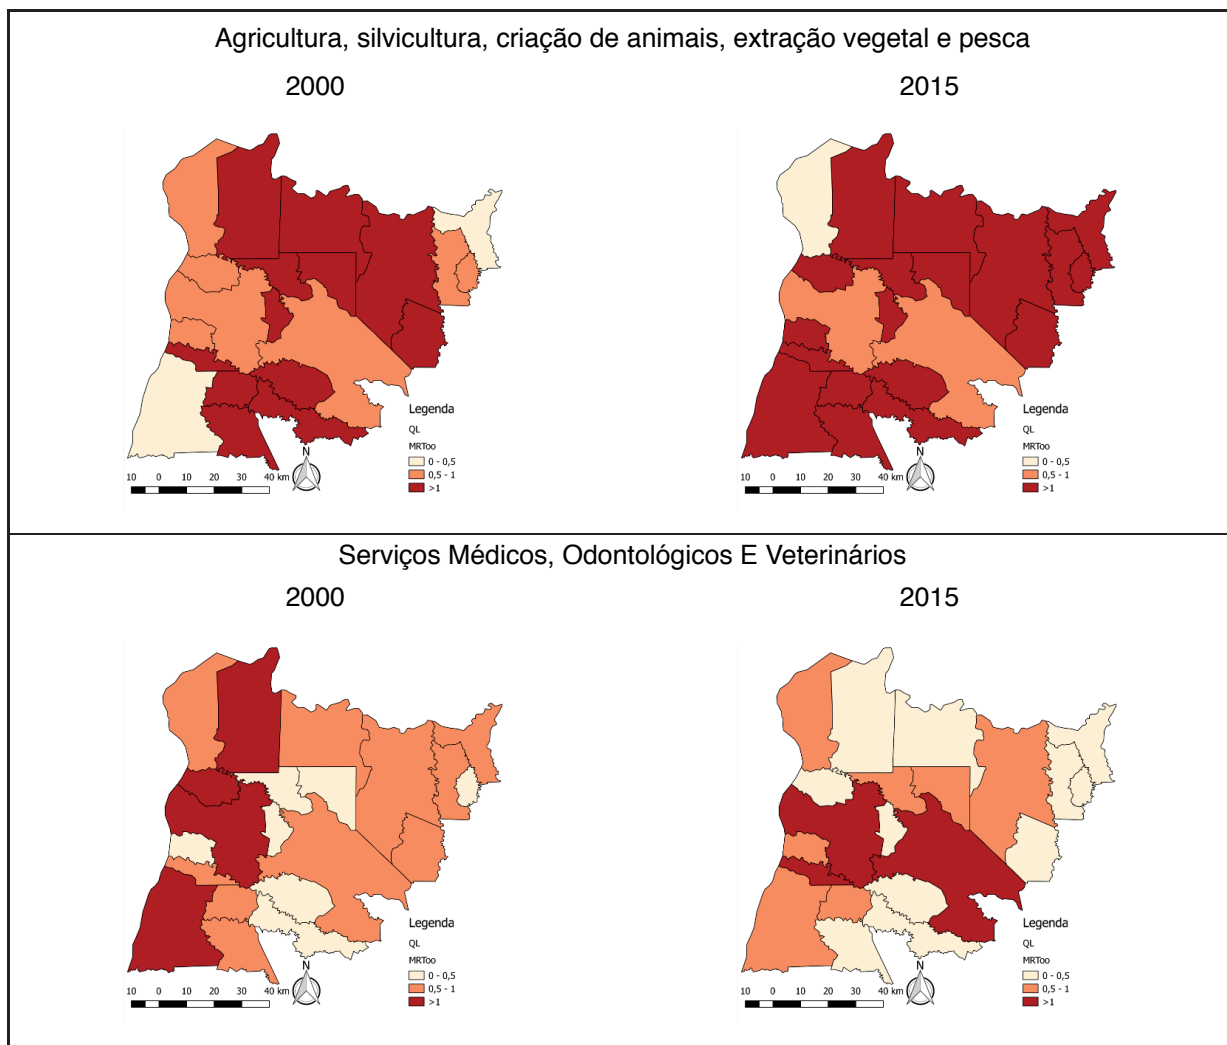 Agricultura, silvicultura, criação de animais, extração vegetal e pesca
2000
2015
Legenda
QL
MRToo
0 - 0,5
0,5 - 1
>1
N
10 0 10 20 30 40 km
Legenda
QL
MRToo
0 - 0,5
0,5 - 1
>1
N
10 0 10 20 30 40 km
Serviços Médicos, Odontológicos E Veterinários
2000
2015
Legenda
QL
MRToo
0 - 0,5
0,5 - 1
>1
N
10 0 10 20 30 40 km
Legenda
QL
MRToo
0 - 0,5
0,5 - 1
>1
N
10 0 10 20 30 40 km